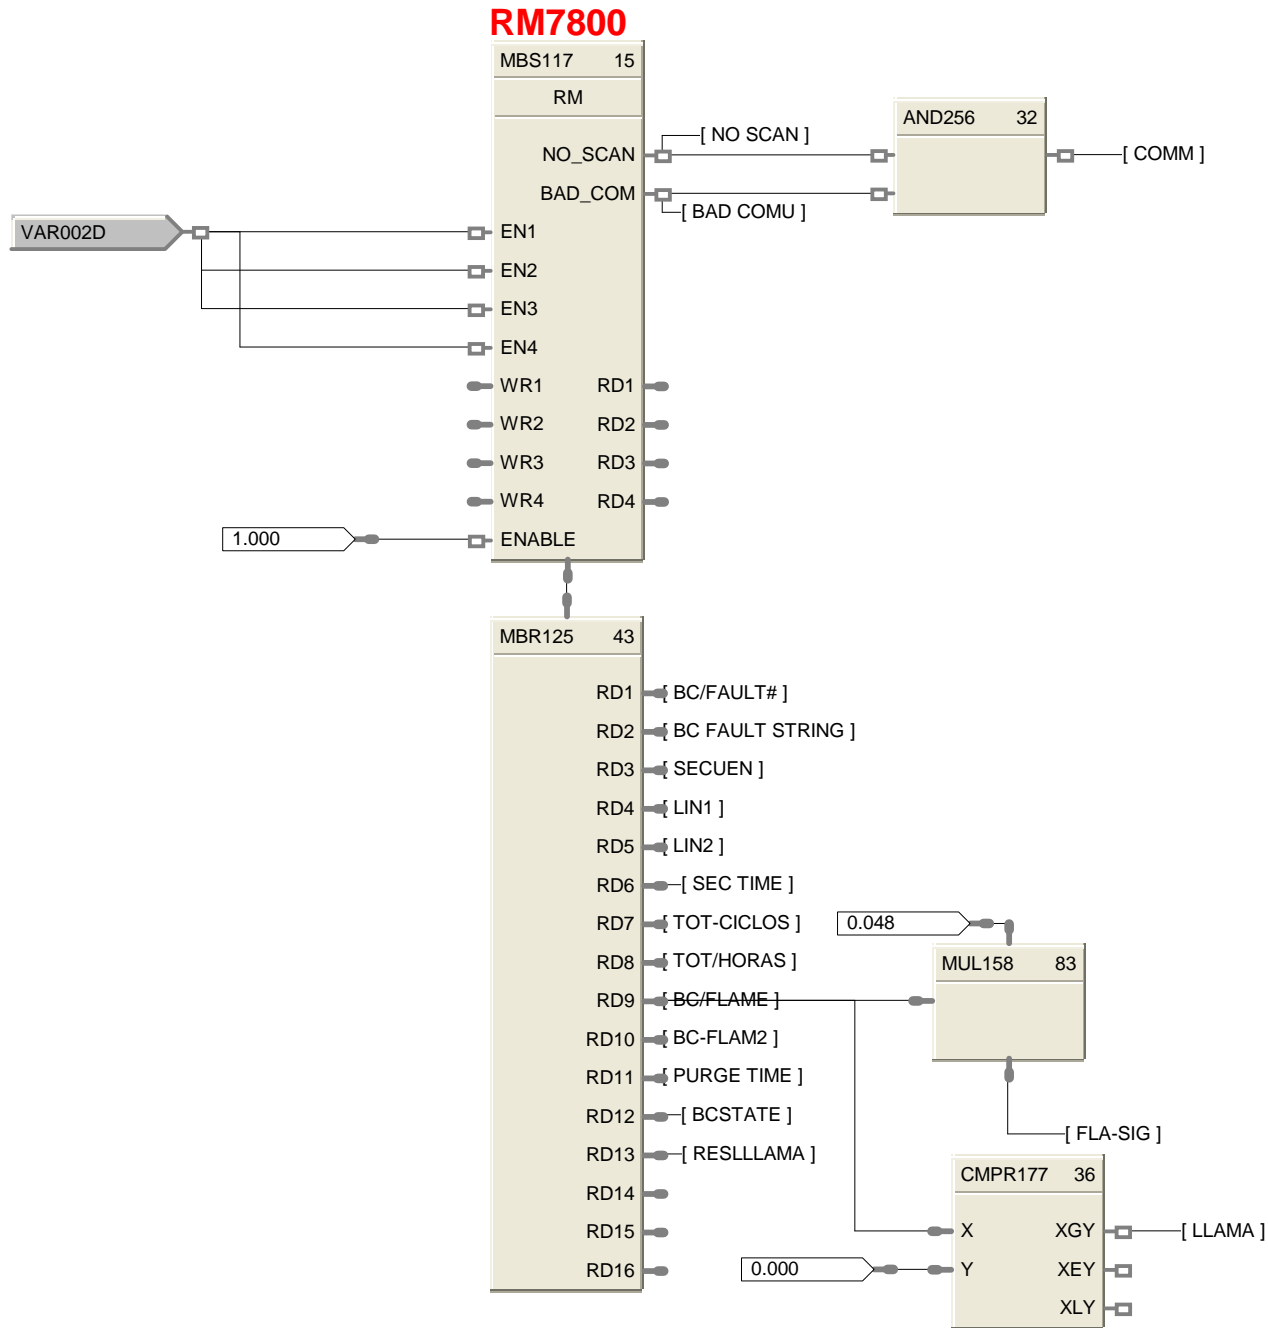 RM7800
MBS117 15
RM
AND256 32
[ NO SCAN ]
NO_SCAN
[ COMM ]
BAD_COM
[ BAD COMU ]
VAR002D
EN1
EN2
EN3
EN4
WR1 RD1
WR2 RD2
WR3 RD3
WR4 RD4
1.000
ENABLE
MBR125 43
RD1 [ BC/FAULT# ]
RD2 [ BC FAULT STRING ]
RD3 [ SECUEN ]
RD4 [ LIN1 ]
RD5 [ LIN2 ]
RD6 [ SEC TIME ]
RD7 [ TOT-CICLOS ]
0.048
RD8 [ TOT/HORAS ]
MUL158 83
RD9 [ BC/FLAME ]
RD10 [ BC-FLAM2 ]
RD11 [ PURGE TIME ]
RD12 [ BCSTATE ]
[ FLA-SIG ]
RD13 [ RESLLLAMA ]
CMPR177 36
RD14
RD15
X XGY [ LLAMA ]
RD16
0.000
Y XEY
XLY